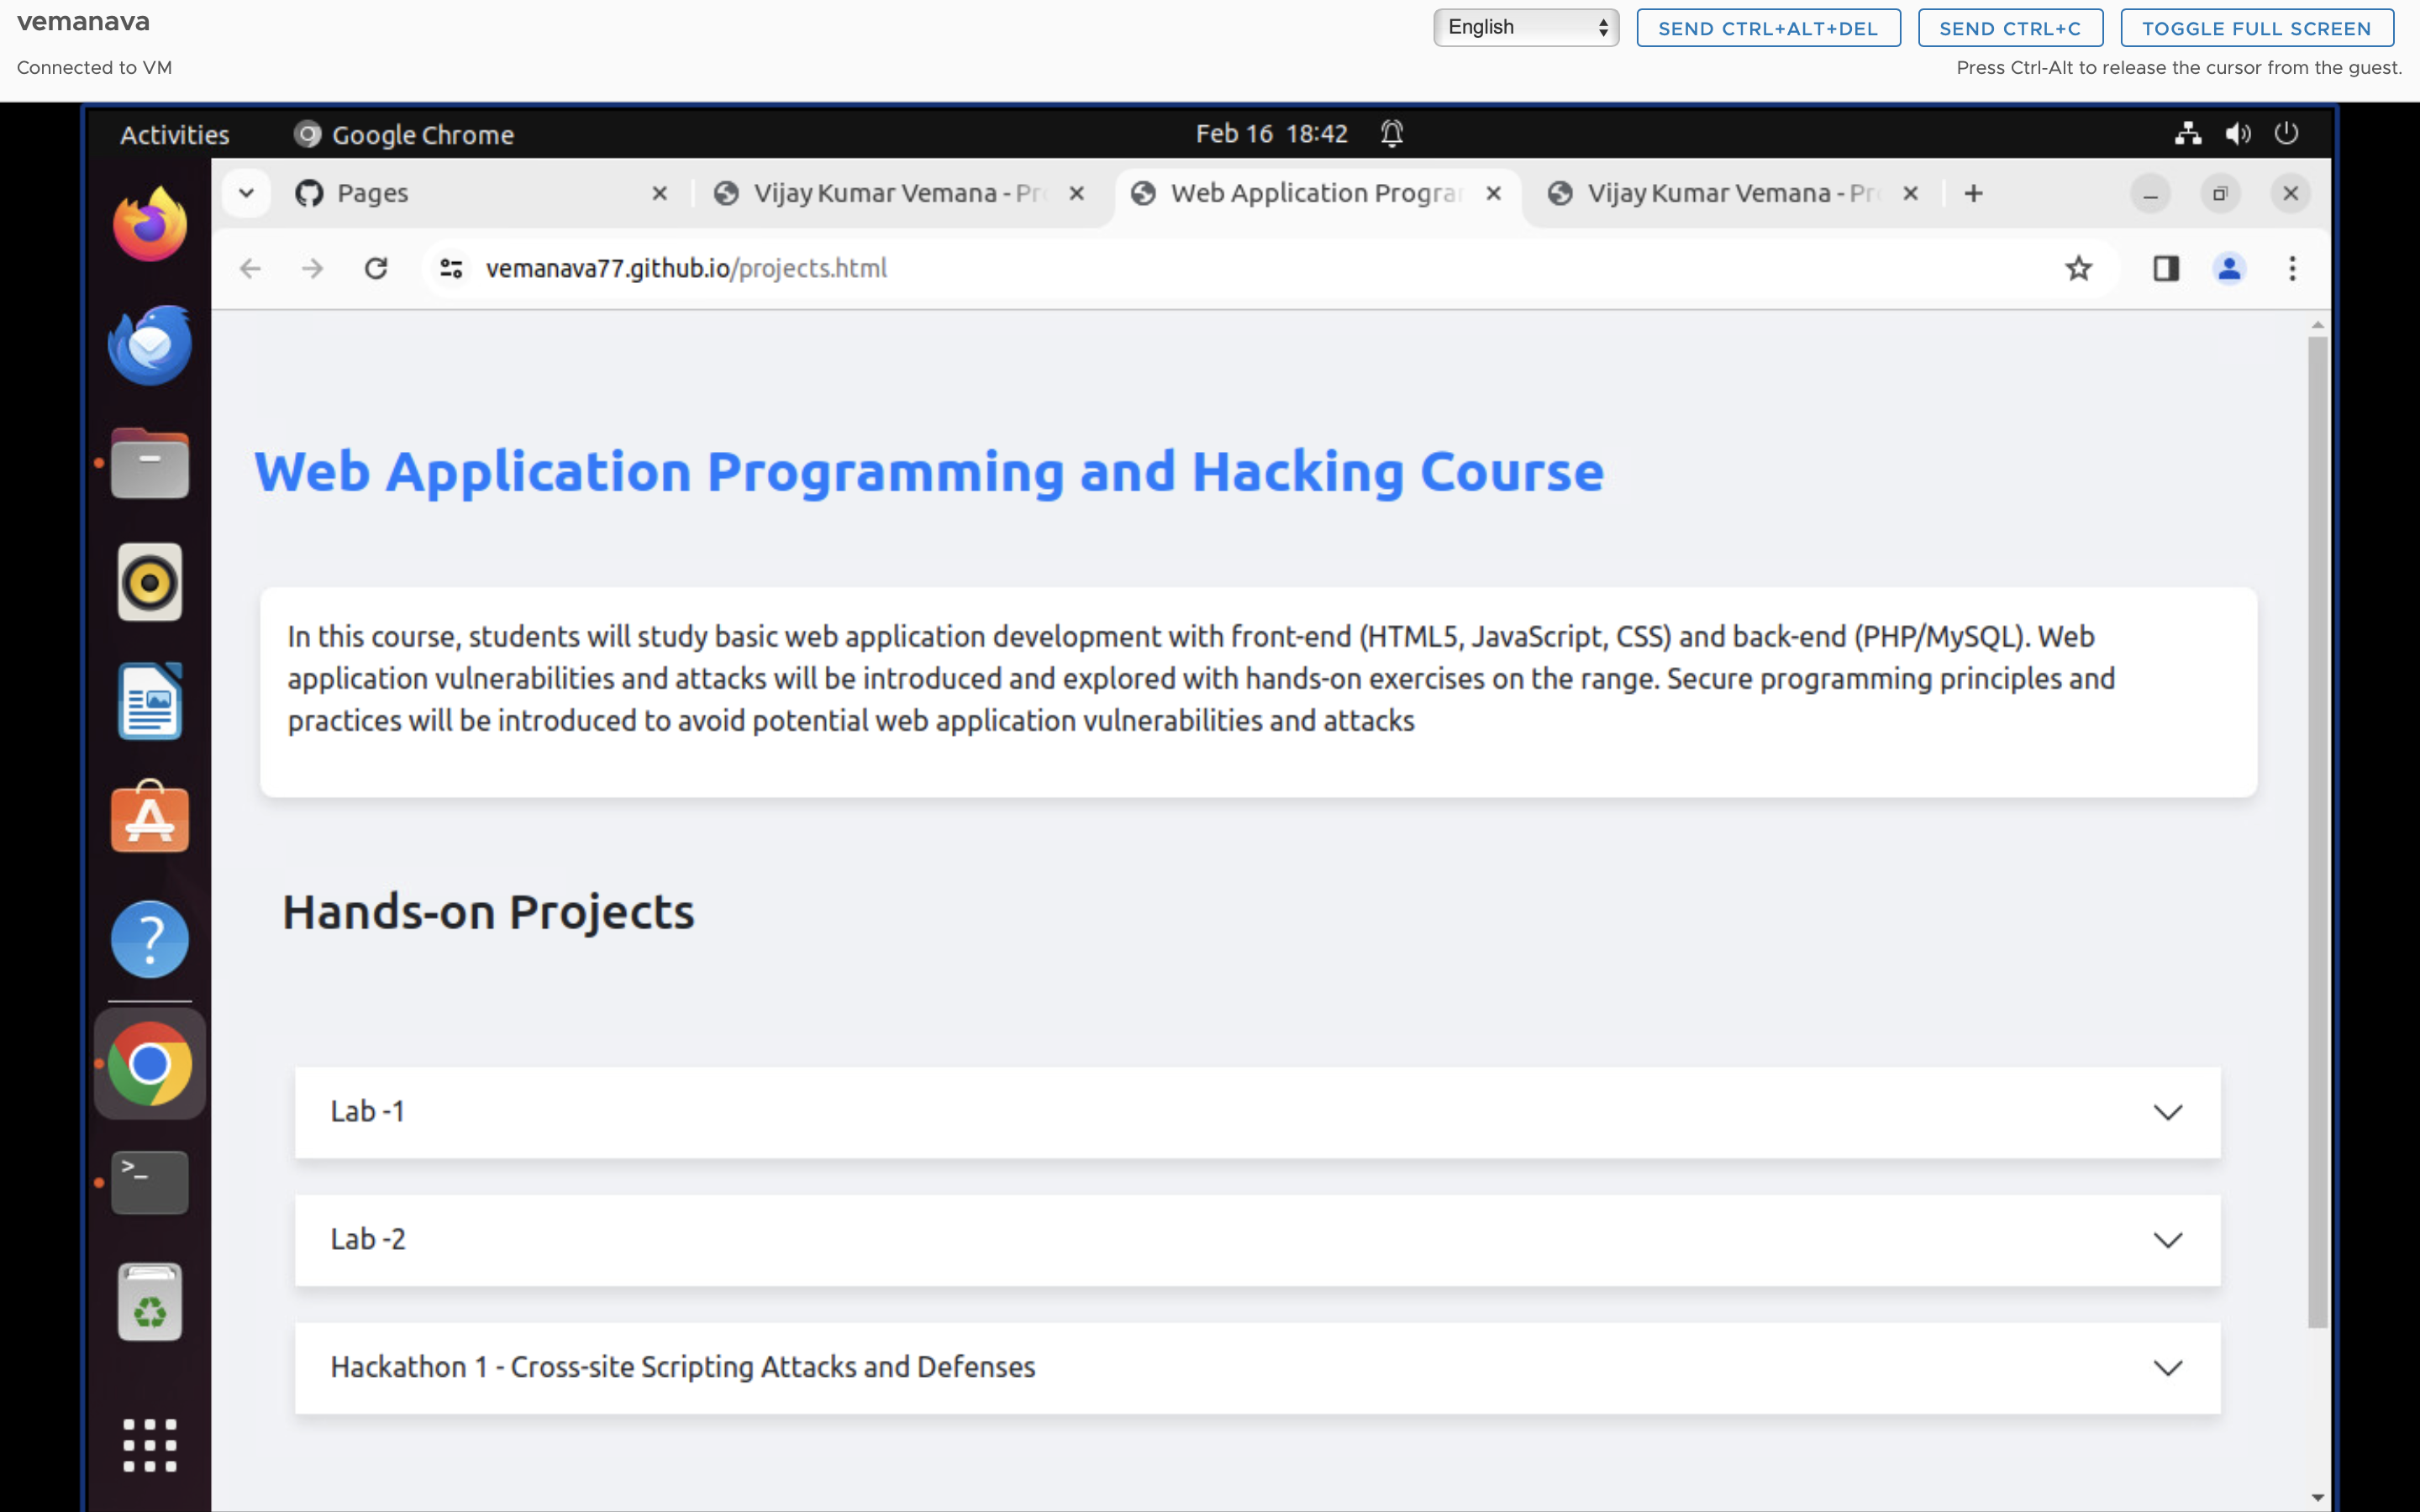 vemanava
English
SEND CTRL+ALT+DEL
SEND CTRL+C
TOGGLE FULL SCREEN
Connected to VM
Press Ctrl-Alt to release the cursor from the guest.
Activities
Google Chrome
Feb 16 18:42
Pages
Vijay Kumar Vemana - Pr
Web Application Progra
Vijay Kumar Vemana - Pr
vemanava77.github.io/projects.html
Web Application Programming and Hacking Course
In this course, students will study basic web application development with front-end (HTML5, JavaScript, CSS) and back-end (PHP/MySQL). Web
application vulnerabilities and attacks will be introduced and explored with hands-on exercises on the range. Secure programming principles and
practices will be introduced to avoid potential web application vulnerabilities and attacks
Hands-on Projects
Lab -1
Lab -2
Hackathon 1 - Cross-site Scripting Attacks and Defenses